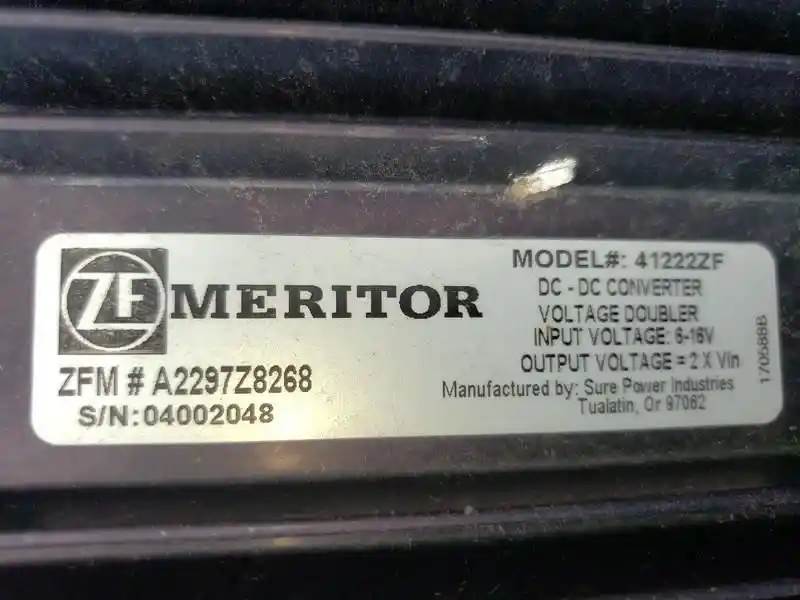 ZF MERITOR
ZFM # A2297Z8268
S/N: 04002048
MODEL#: 41222ZF
DC - DC CONVERTER
VOLTAGE DOUBLER
INPUT VOLTAGE: 6-16V
OUTPUT VOLTAGE = 2 X Vin
Manufactured by: Sure Power Industries
Tualatin, Or 97062
170588B